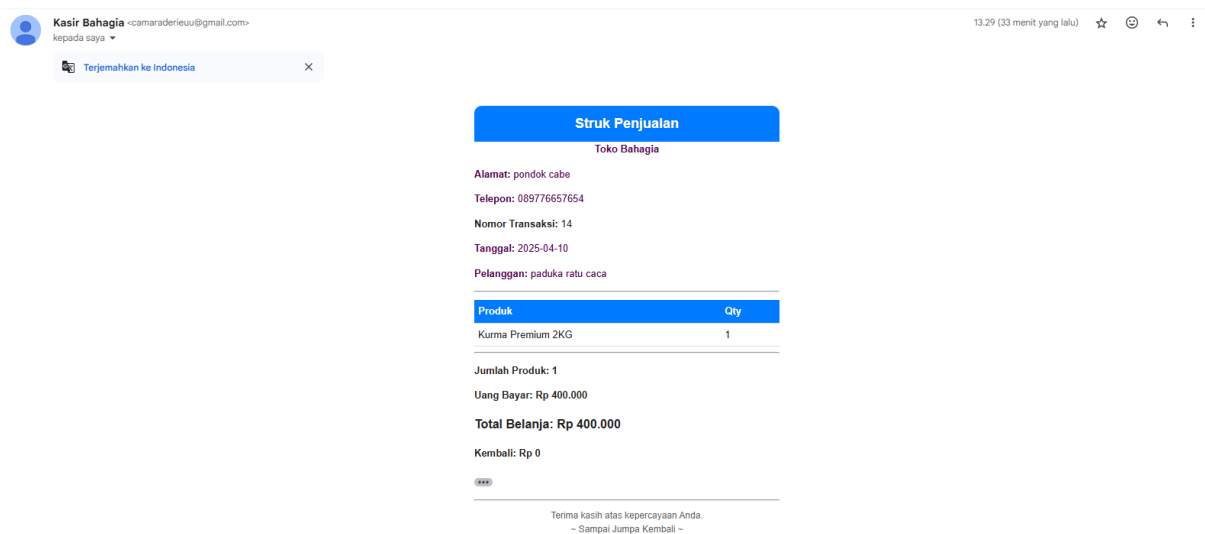 Kasir Bahagia <camaraderieuu@gmail.com>
13.29 (33 menit yang lalu)
kepada saya
Terjemahkan ke Indonesia
Struk Penjualan
Toko Bahagia
Alamat: pondok cabe
Telepon: 089776657654
Nomor Transaksi: 14
Tanggal: 2025-04-10
Pelanggan: paduka ratu caca
Produk Qty
Kurma Premium 2KG 1
Jumlah Produk: 1
Uang Bayar: Rp 400.000
Total Belanja: Rp 400.000
Kembali: Rp 0
Terima kasih atas kepercayaan Anda.
~ Sampai Jumpa Kembali ~